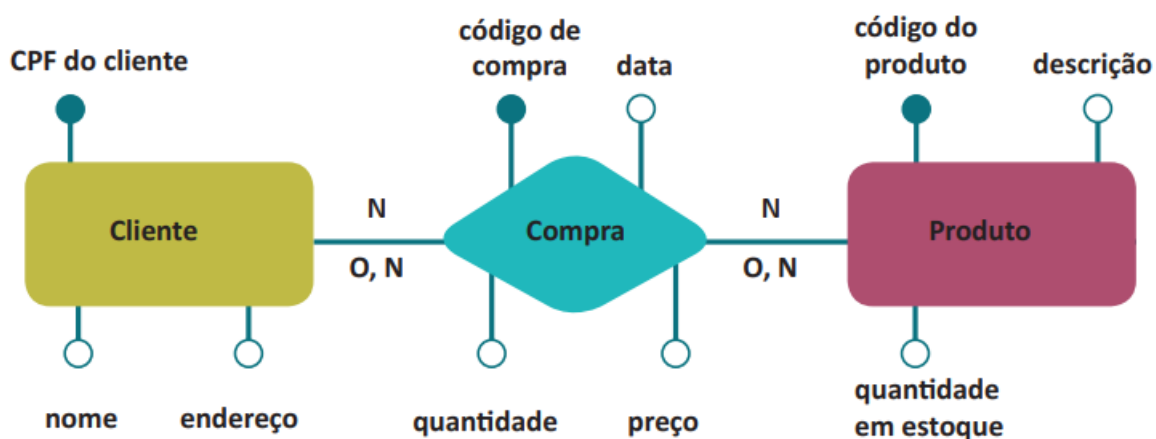 CPF do cliente
código de
compra
data
código do
produto
descrição
Cliente
N
O, N
Compra
N
O, N
Produto
nome
endereço
quantidade
preço
quantidade
em estoque